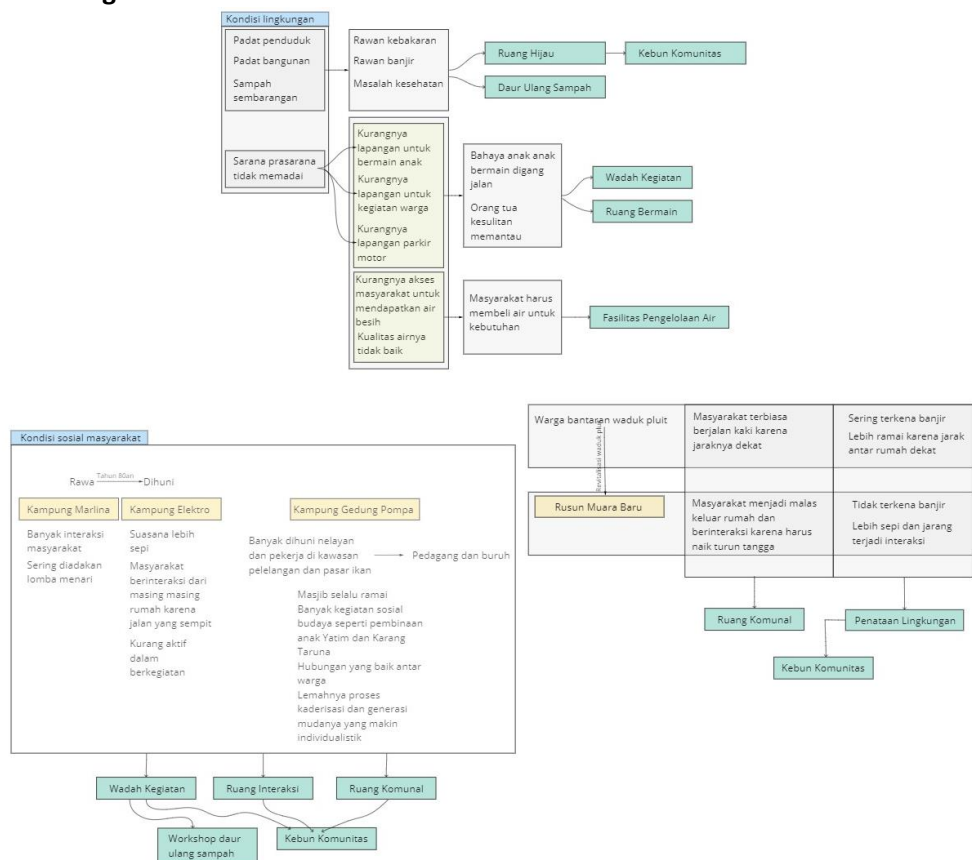 Kondisi lingkungan
Padat penduduk
Padat bangunan
Sampah
sembarangan
Sarana prasarana
tidak memadai
Rawan kebakaran
Rawan banjir
Masalah kesehatan
Ruang Hijau
Kebun Komunitas
Daur Ulang Sampah
Kurangnya
lapangan untuk
bermain anak
Kurangnya
lapangan untuk
kegiatan warga
Kurangnya
lapangan parkir
motor
Bahaya anak anak
bermain digang
jalan
Orang tua
kesulitan
memantau
Wadah Kegiatan
Ruang Bermain
Kurangnya akses
masyarakat untuk
mendapatkan air
besih
Kualitas airnya
tidak baik
Masyarakat harus
membeli air untuk
kebutuhan
Fasilitas Pengelolaan Air
Kondisi sosial masyarakat
Rawa
Tahun 80an
Dihuni
Kampung Marlina
Banyak interaksi
masyarakat
Sering diadakan
lomba menari
Kampung Elektro
Suasana lebih
sepi
Masyarakat
berinteraksi dari
masing masing
rumah karena
jalan yang sempit
Kurang aktif
dalam
berkegiatan
Kampung Gedung Pompa
Banyak dihuni nelayan
dan pekerja di kawasan
pelelangan dan pasar ikan
Pedagang dan buruh
Masjib selalu ramai
Banyak kegiatan sosial
budaya seperti pembinaan
anak Yatim dan Karang
Taruna
Hubungan yang baik antar
warga
Lemahnya proses
kaderisasi dan generasi
mudanya yang makin
individualistik
Wadah Kegiatan
Ruang Interaksi
Ruang Komunal
Workshop daur
ulang sampah
Kebun Komunitas
Warga bantaran waduk pluit
Masyarakat terbiasa
berjalan kaki karena
jaraknya dekat
Sering terkena banjir
Lebih ramai karena jarak
antar rumah dekat
Revitalisasi waduk pluit
Rusun Muara Baru
Masyarakat menjadi malas
keluar rumah dan
berinteraksi karena harus
naik turun tangga
Tidak terkena banjir
Lebih sepi dan jarang
terjadi interaksi
Ruang Komunal
Penataan Lingkungan
Kebun Komunitas